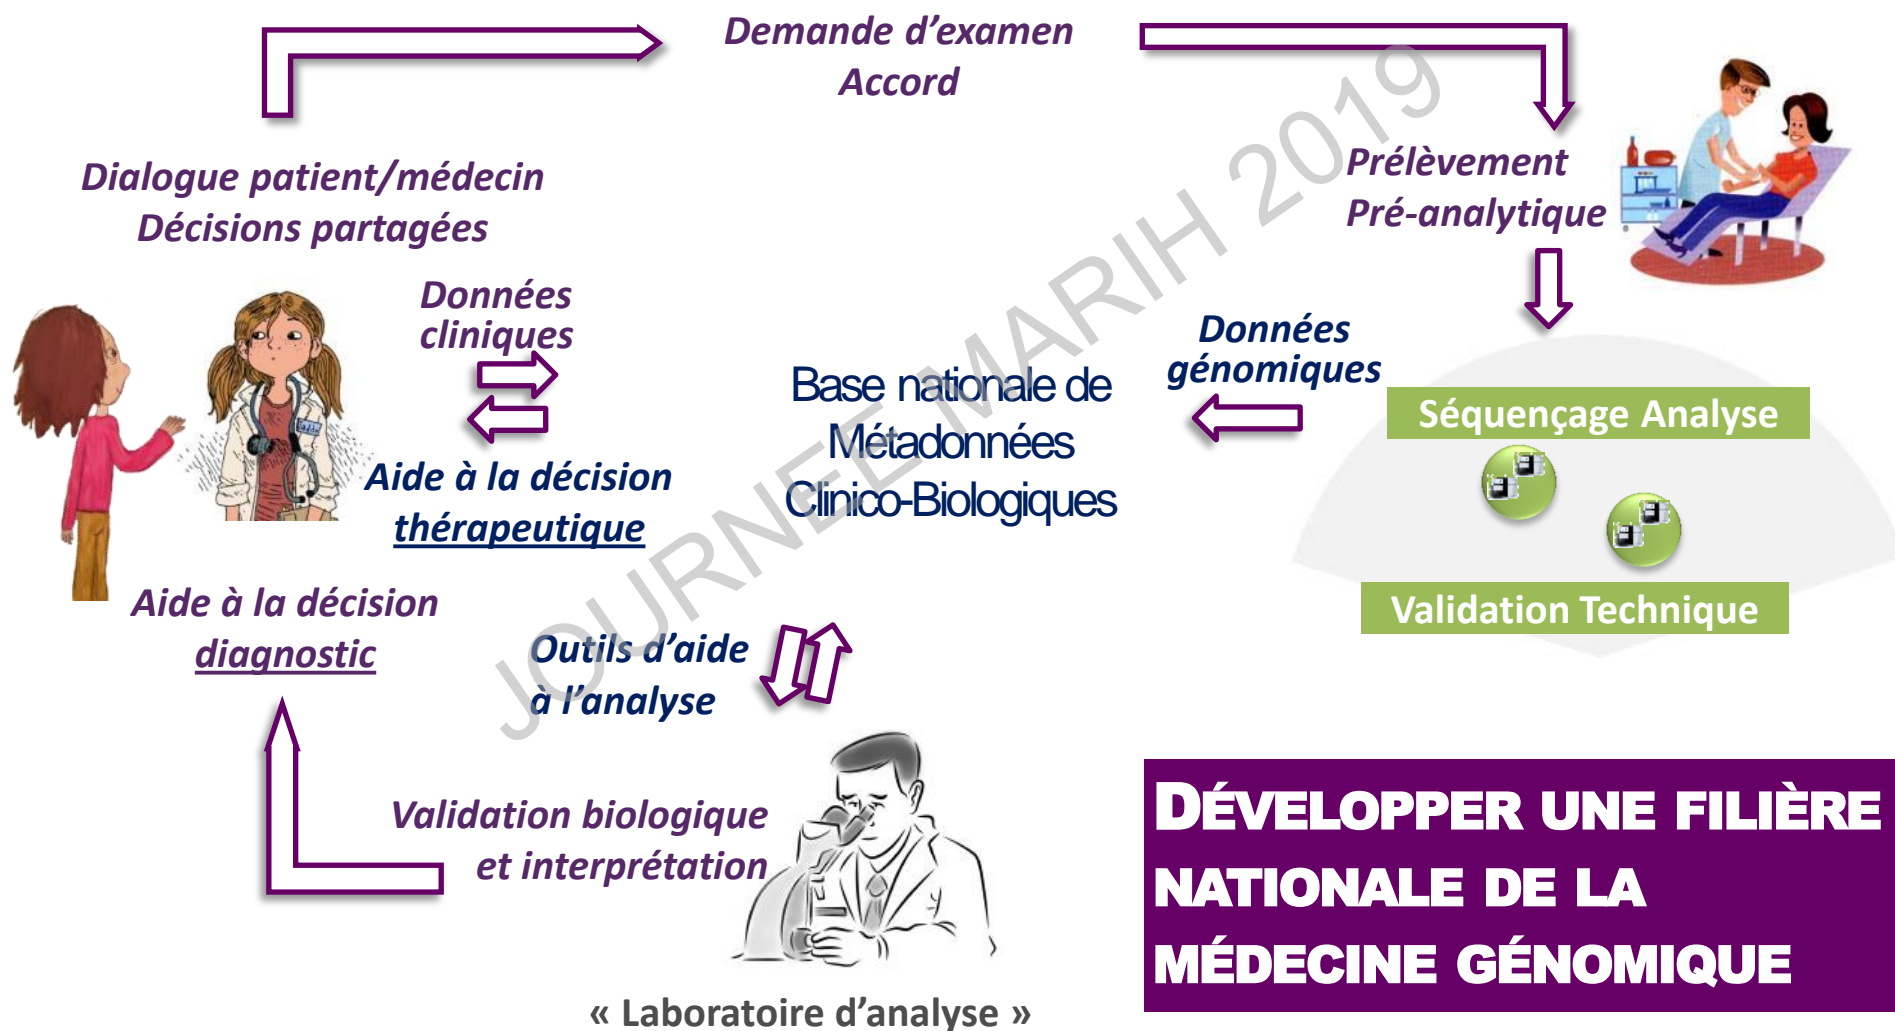 Demande d'examen
Accord
Dialogue patient/médecin
Décisions partagées
Prélèvement
Pré-analytique
Données
cliniques
Données
génomiques
Base nationale de
Métadonnées
Clinico-Biologiques
Séquençage Analyse
Aide à la décision
thérapeutique
Validation Technique
Aide à la décision
diagnostic
Outils d'aide
à l'analyse
Validation biologique
et interprétation
« Laboratoire d'analyse »
DÉVELOPPER UNE FILIÈRE
NATIONALE DE LA
MÉDECINE GÉNOMIQUE
JOURNEE MARIH 2019